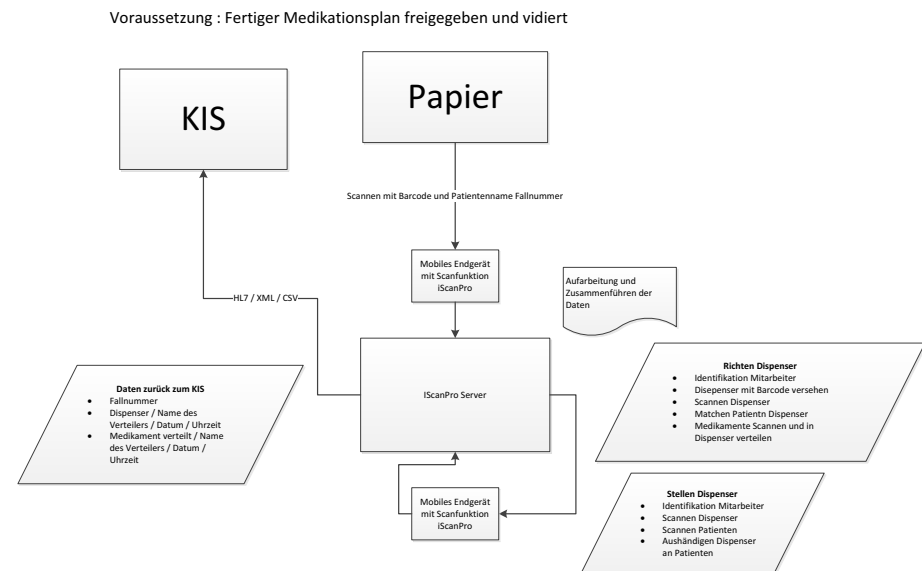 Voraussetzung : Fertiger Medikationsplan freigegeben und vidiert
KIS
Papier
Scannen mit Barcode und Patientenname Fallnummer
Mobiles Endgerät
mit Scanfunktion
iScanPro
Aufarbeitung und
Zusammenführen der
Daten
HL7 / XML / CSV
IScanPro Server
Daten zurück zum KIS
• Fallnummer
• Dispenser / Name des
Verteilers / Datum / Uhrzeit
• Medikament verteilt / Name
des Verteilers / Datum /
Uhrzeit
Richten Dispenser
• Identifikation Mitarbeiter
• Disepenser mit Barcode versehen
• Scannen Dispenser
• Matchen Patientn Dispenser
• Medikamente Scannen und in
Dispenser verteilen
Mobiles Endgerät
mit Scanfunktion
iScanPro
Stellen Dispenser
• Identifikation Mitarbeiter
• Scannen Dispenser
• Scannen Patienten
• Aushändigen Dispenser
an Patienten